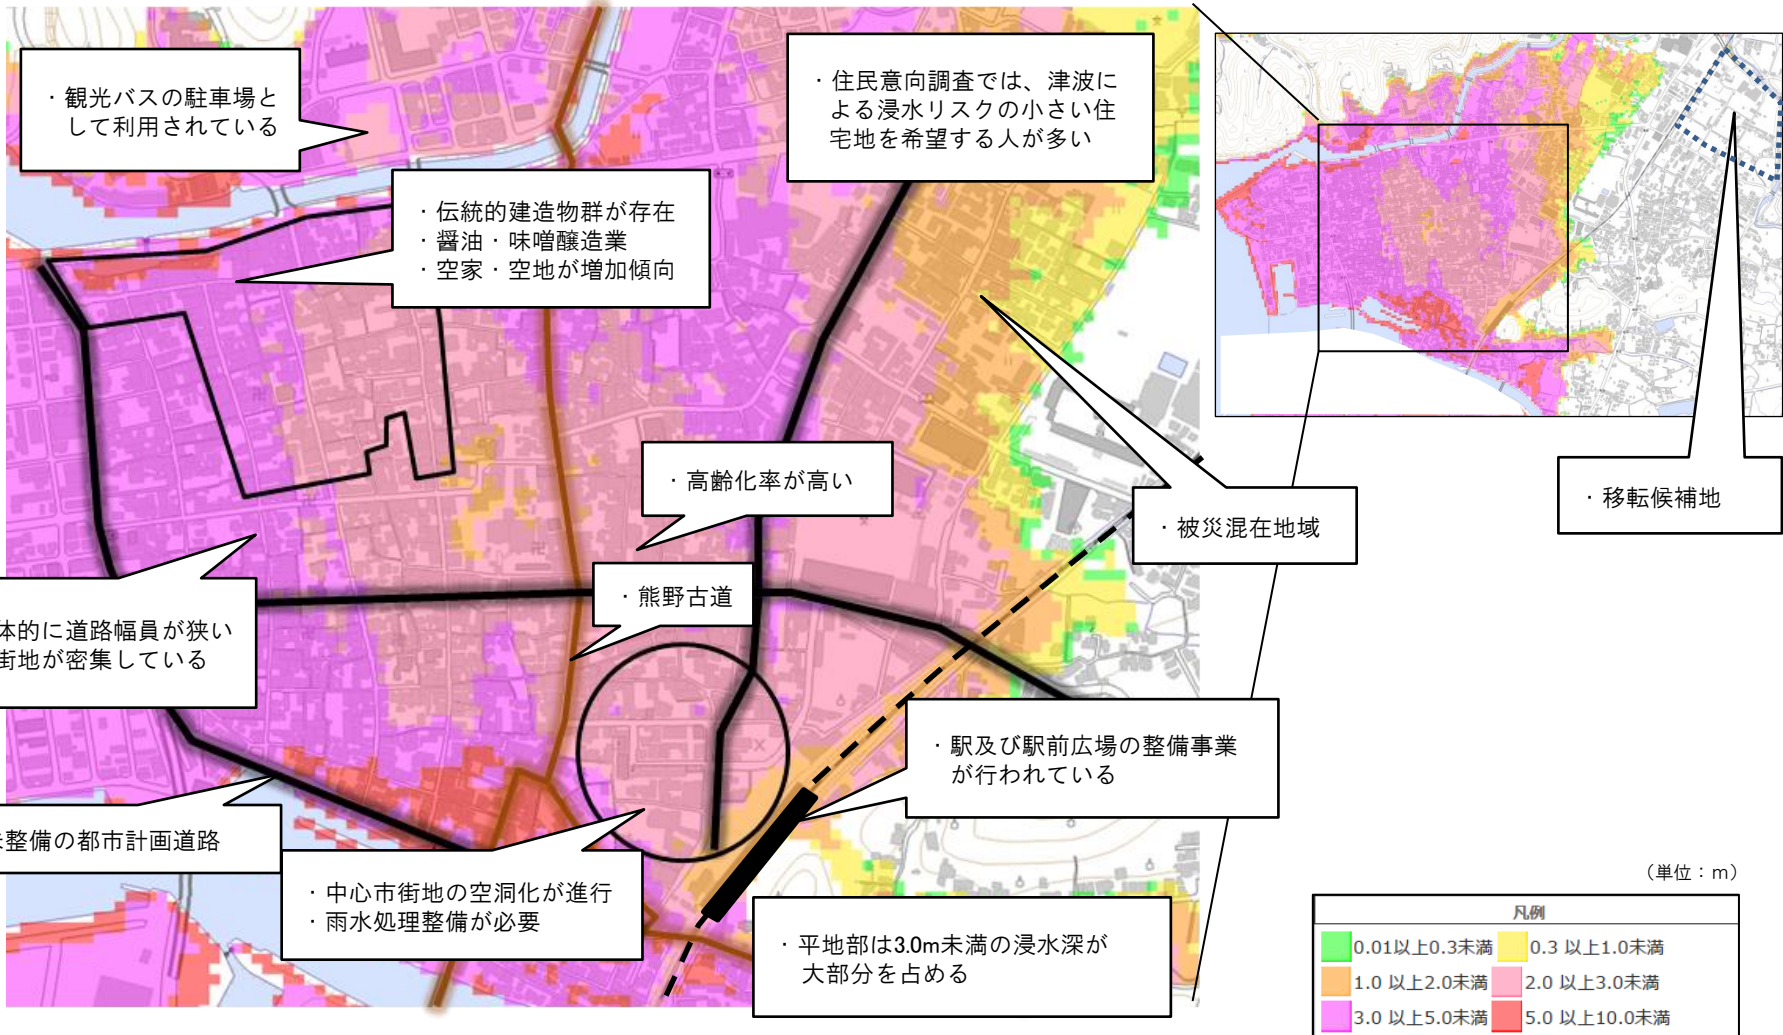 ・観光バスの駐車場と
して利用されている
・住民意向調査では、津波に
よる浸水リスクの小さい住
宅地を希望する人が多い
・伝統的建造物群が存在
・醤油・味噌醸造業
・空家・空地が増加傾向
・高齢化率が高い
・被災混在地域
・移転候補地
・熊野古道
体的に道路幅員が狭い
街地が密集している
・駅及び駅前広場の整備事業
が行われている
整備の都市計画道路
・中心市街地の空洞化が進行
・雨水処理整備が必要
・平地部は3.0m未満の浸水深が
大部分を占める
（単位：m）
凡例
0.01以上0.3未満 0.3 以上1.0未満
1.0 以上2.0未満 2.0 以上3.0未満
3.0 以上5.0未満 5.0 以上10.0未満